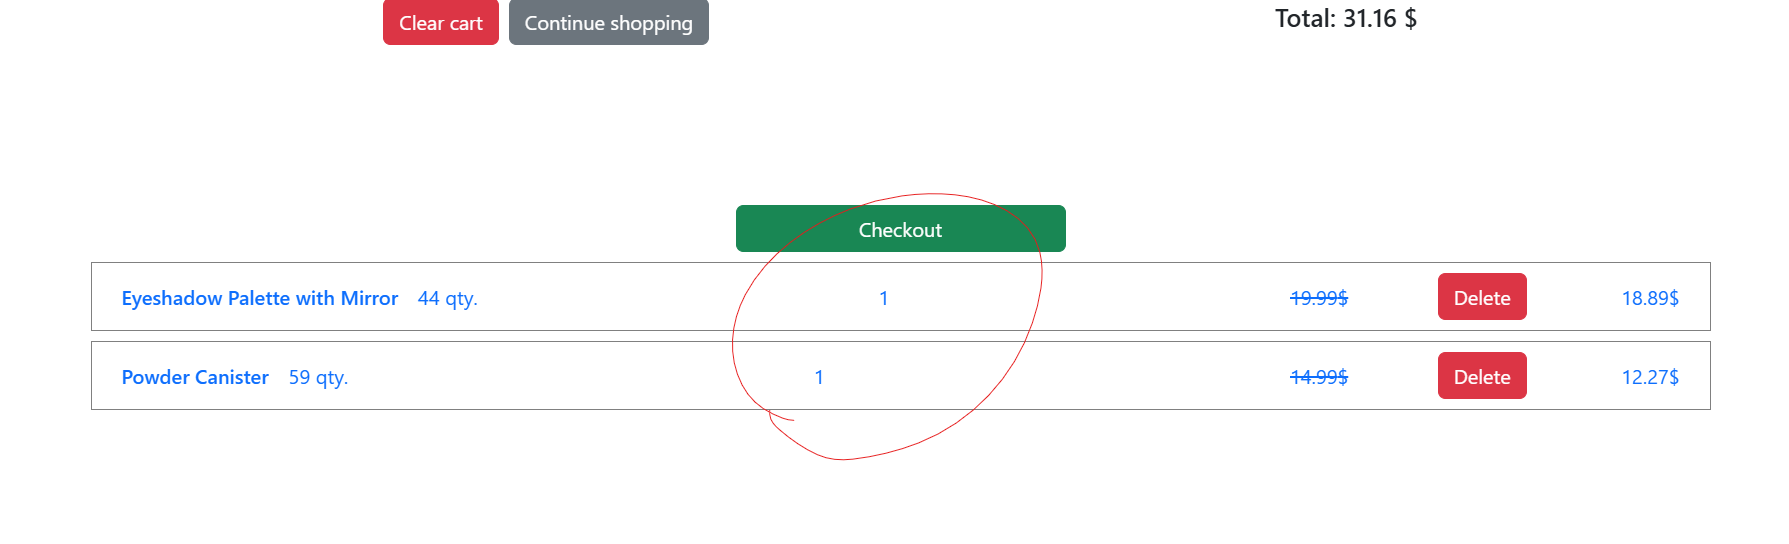 Clear cart Continue shopping Total: 31.16 $
Checkout
Eyeshadow Palette with Mirror 44 qty. 1 19.99$ Delete 18.89$
Powder Canister 59 qty. 1 14.99$ Delete 12.27$